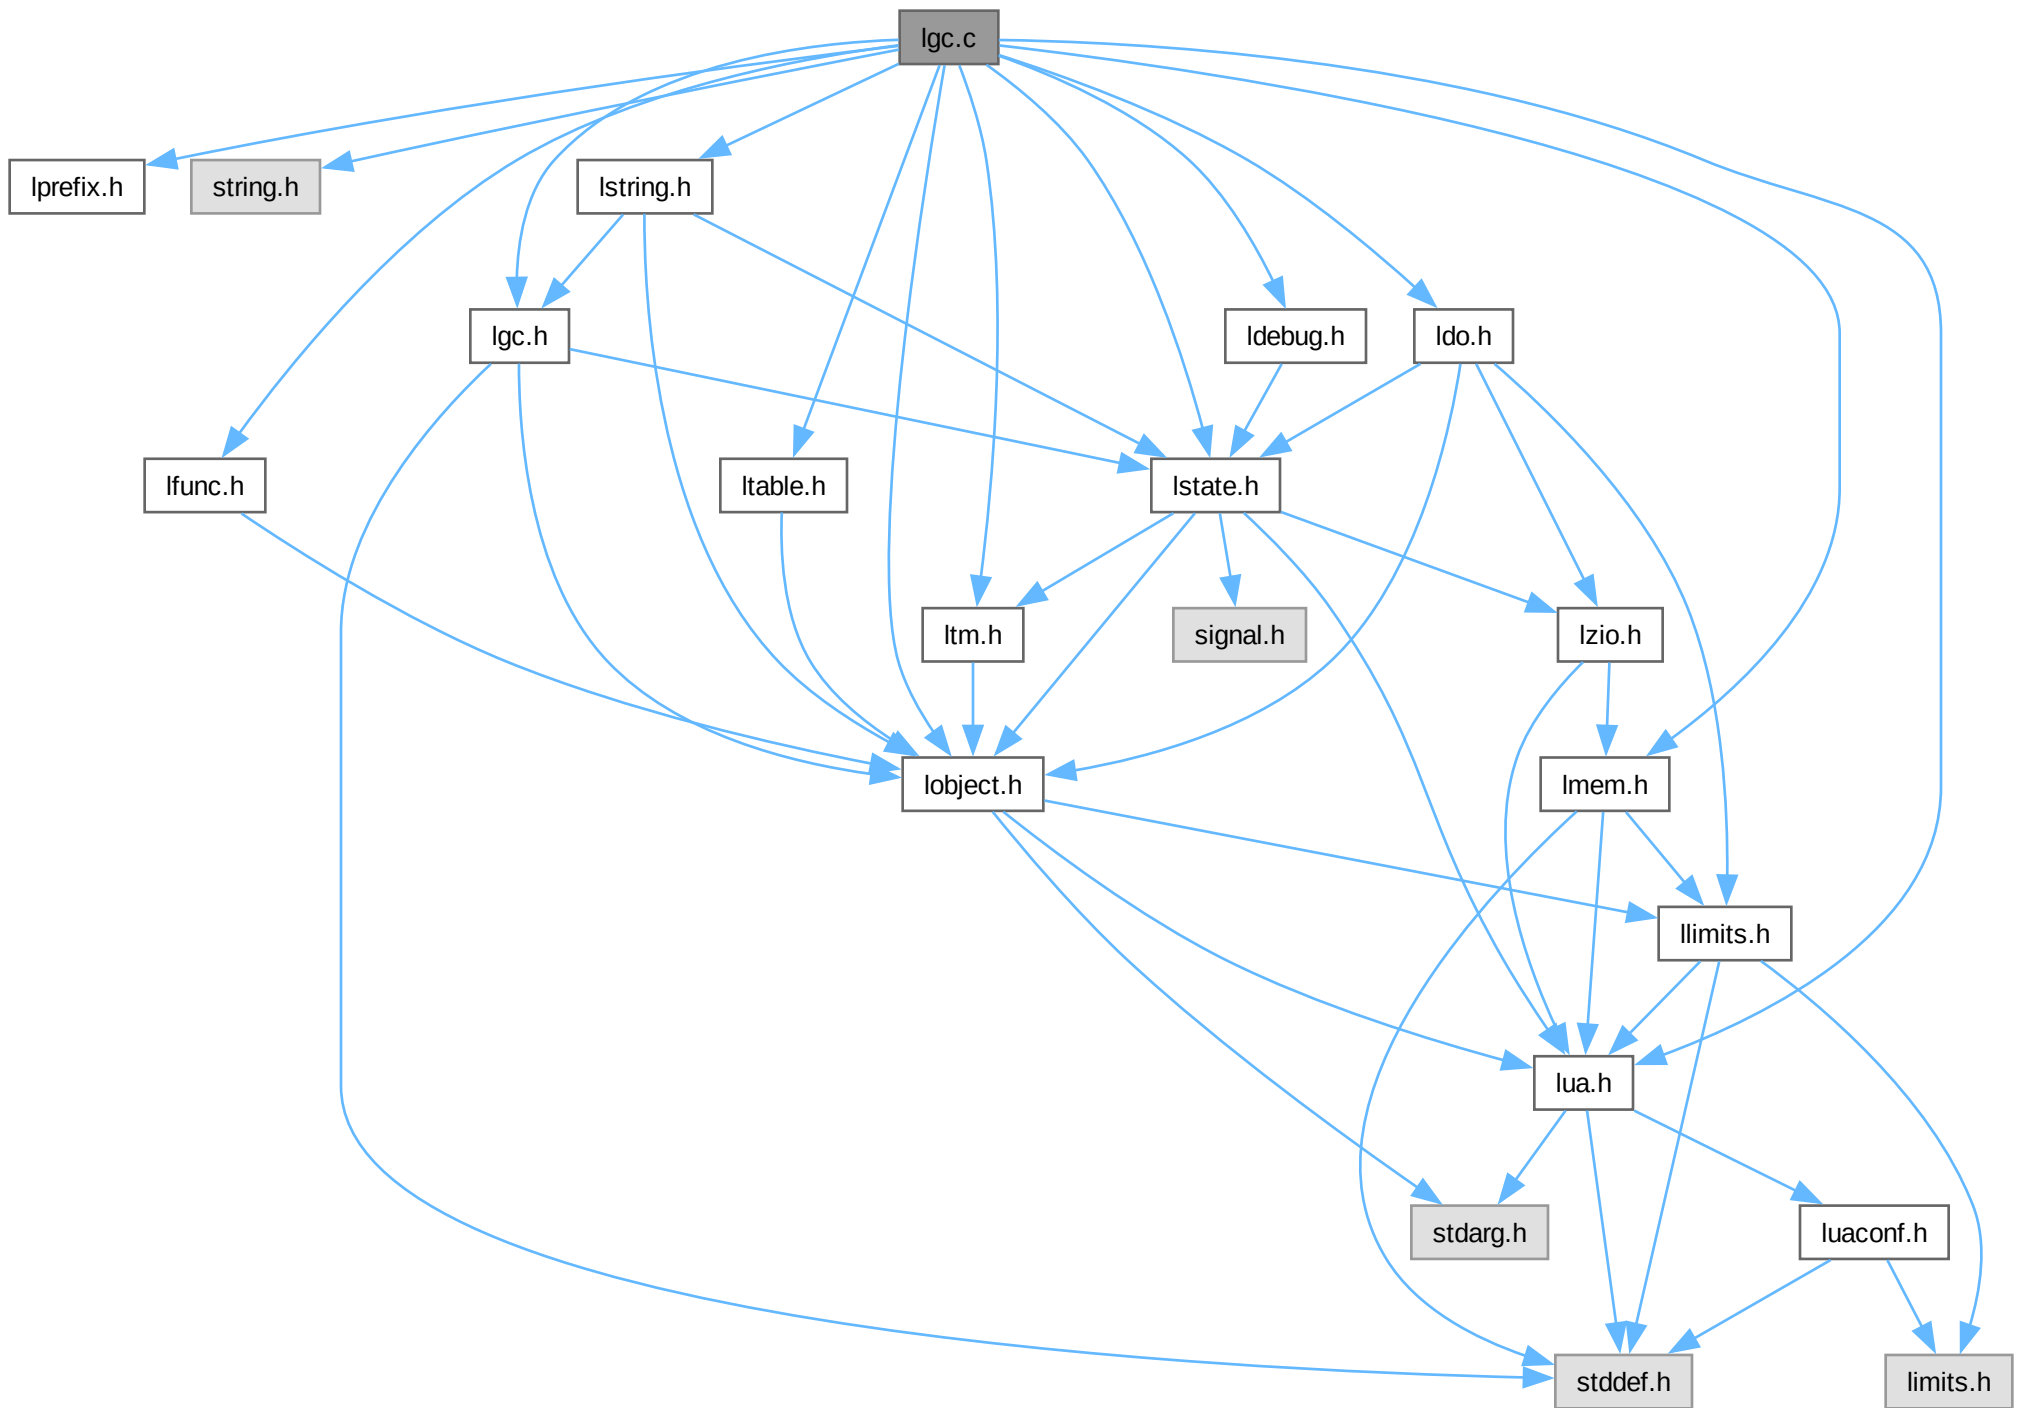 lgc.c
lprefix.h
string.h
lstring.h
lgc.h
ldebug.h
ldo.h
lfunc.h
ltable.h
lstate.h
ltm.h
signal.h
lzio.h
lobject.h
lmem.h
llimits.h
lua.h
stdarg.h
luaconf.h
stddef.h
limits.h